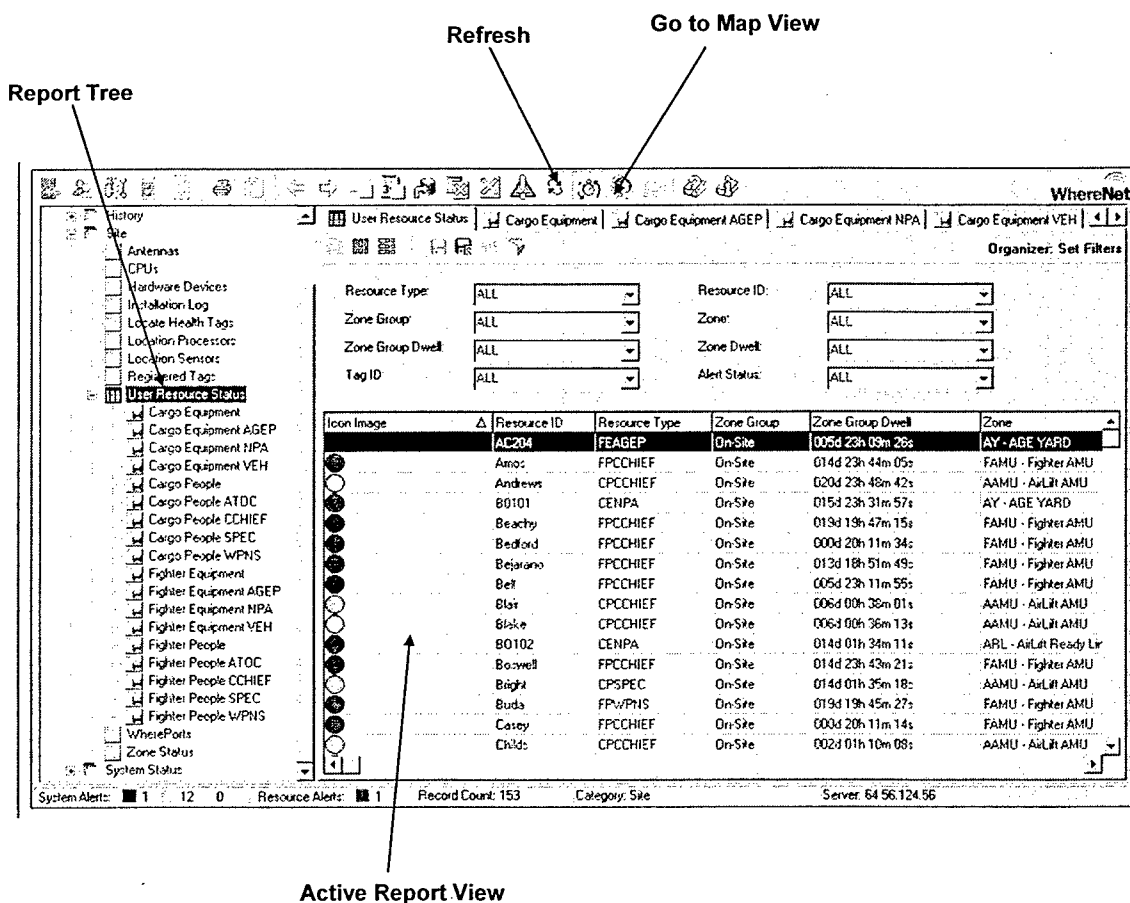 Go to Map View
Refresh
Report Tree
WhereNet
History
Site
Antennas
CPUs
Hardware Devices
Installation Log
Locate Health Tags
Location Processors
Location Sensors
Registered Tags
User Resource Status
Cargo Equipment
Cargo Equipment AGEP
Cargo Equipment NPA
Cargo Equipment VEH
Cargo People
Cargo People ATOC
Cargo People CCHIEF
Cargo People SPEC
Cargo People WPNS
Fighter Equipment
Fighter Equipment AGEP
Fighter Equipment NPA
Fighter Equipment VEH
Fighter People
Fighter People ATOC
Fighter People CCHIEF
Fighter People SPEC
Fighter People WPNS
WherePorts
Zone Status
System Status
User Resource Status Cargo Equipment Cargo Equipment AGEP Cargo Equipment NPA Cargo Equipment VEH
Organizer: Set Filters
Resource Type: ALL Resource ID: ALL
Zone Group: ALL Zone: ALL
Zone Group Dwell: ALL Zone Dwell: ALL
Tag ID: ALL Alert Status: ALL
Icon Image Resource ID Resource Type Zone Group Zone Group Dwell Zone
AC204 FEAGEP On-Site 005d 23h 09m 26s AY - AGE YARD
Amos FPCCHIEF On-Site 014d 23h 44m 05s FAMU - Fighter AMU
Andrews CPCCHIEF On-Site 020d 23h 48m 42s AAMU - AirLift AMU
B0101 CENPA On-Site 015d 23h 31m 57s AY - AGE YARD
Beachy FPCCHIEF On-Site 019d 19h 47m 15s FAMU - Fighter AMU
Bedford FPCCHIEF On-Site 000d 20h 11m 34s FAMU - Fighter AMU
Bejarano FPCCHIEF On-Site 013d 18h 51m 49s FAMU - Fighter AMU
Bell FPCCHIEF On-Site 005d 23h 11m 55s FAMU - Fighter AMU
Blair CPCCHIEF On-Site 006d 00h 38m 01s AAMU - AirLift AMU
Blake CPCCHIEF On-Site 006d 00h 36m 13s AAMU - AirLift AMU
BO102 CENPA On-Site 014d 01h 34m 11s ARL - AirLift Ready Lir
Boswell FPCCHIEF On-Site 014d 23h 43m 21s FAMU - Fighter AMU
Bright CPSPEC On-Site 014d 01h 35m 18s AAMU - AirLift AMU
Buda FPWPNS On-Site 019d 19h 45m 27s FAMU - Fighter AMU
Casey FPCCHIEF On-Site 000d 20h 11m 14s FAMU - Fighter AMU
Childs CPCCHIEF On-Site 002d 01h 10m 08s AAMU - AirLift AMU
System Alerts: 1 12 0 Resource Alerts: 1 Record Count: 153 Category: Site Server: 64.56.124.56
Active Report View